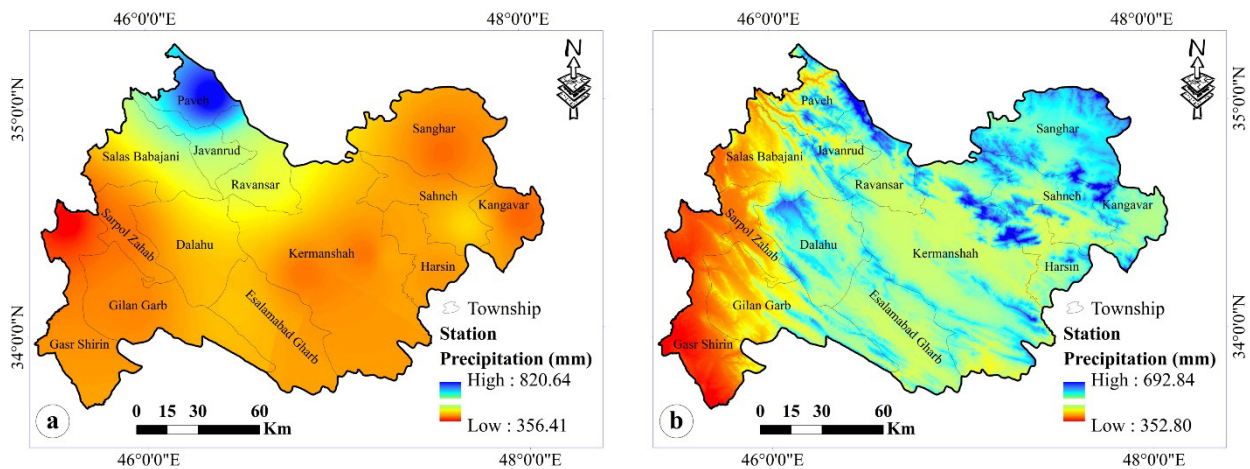 46°0'0"E
48°0'0"E
35°0'0"N
34°0'0"N
N
Paveh
Javanrud
Salas Babajani
Ravansar
Sanghar
Sahneh
Kangavar
Sarpol Zahab
Dalahu
Kermanshah
Harsin
Gilan Garb
Esalamabad Gharb
Gasr Shirin
Township
Station
Precipitation (mm)
High : 820.64
Low : 356.41
a
0 15 30 60
Km
46°0'0"E
48°0'0"E
46°0'0"E
48°0'0"E
N
Paveh
Javanrud
Salas Babajani
Ravansar
Sanghar
Sahneh
Kangavar
Sarpol Zahab
Dalahu
Kermanshah
Harsin
Gilan Garb
Esalamabad Gharb
Gasr Shirin
Township
Station
Precipitation (mm)
High : 692.84
Low : 352.80
b
0 15 30 60
Km
35°0'0"N
34°0'0"N
46°0'0"E
48°0'0"E